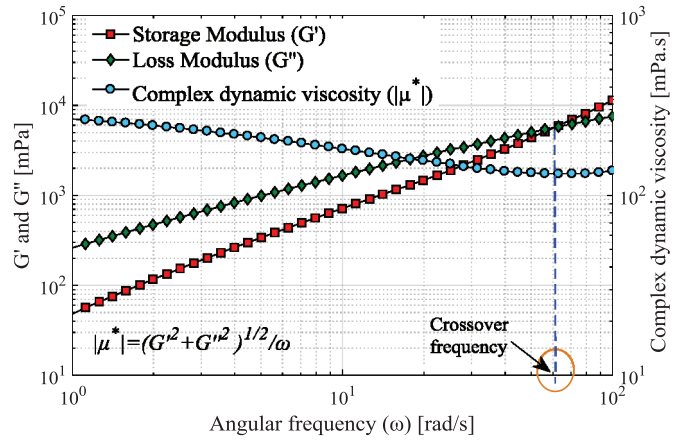 10^5
10^4
10^3
10^2
10^1
G' and G'' [mPa]
Storage Modulus (G')
Loss Modulus (G'')
Complex dynamic viscosity (|μ*|)
|μ*|=(G'^2+G''^2)^1/2/ω
Crossover
frequency
10^3
10^2
10^1
Complex dynamic viscosity [mPa.s]
10^0
10^1
10^2
Angular frequency (ω) [rad/s]